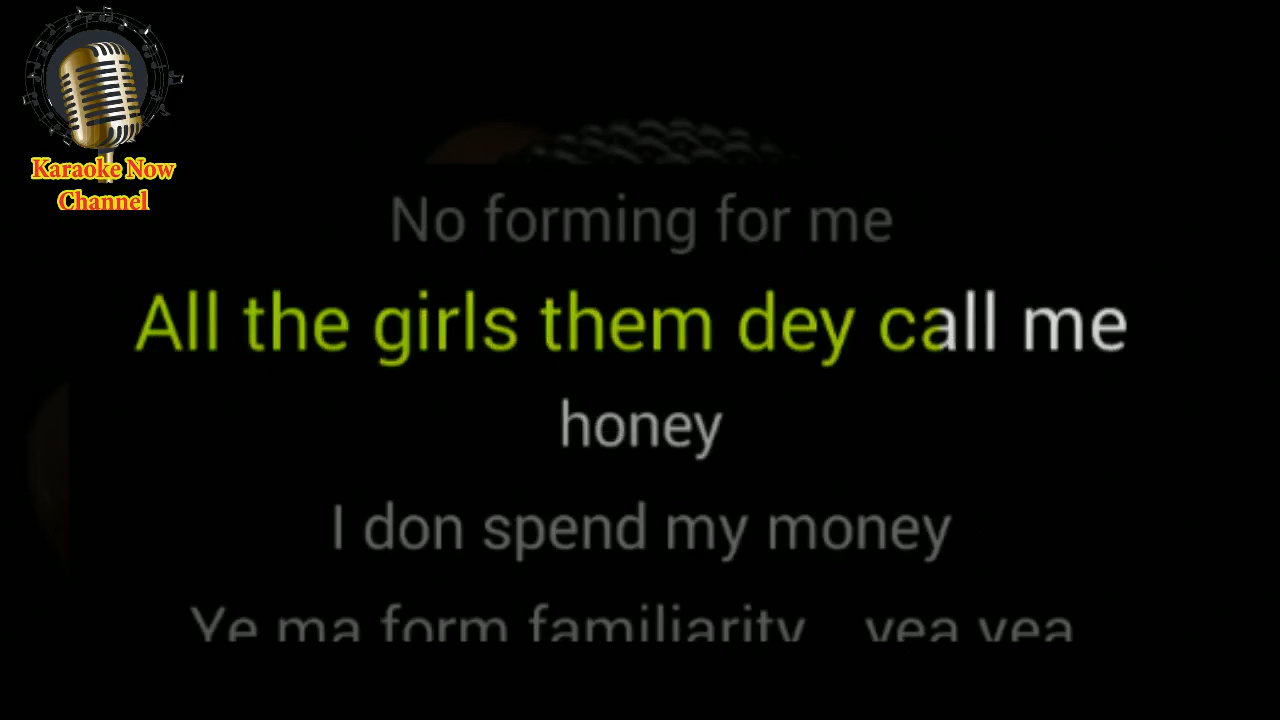 Karaoke Now
Channel
No forming for me
All the girls them dey call me
honey
I don spend my money
Ye ma form familiarity yea yea